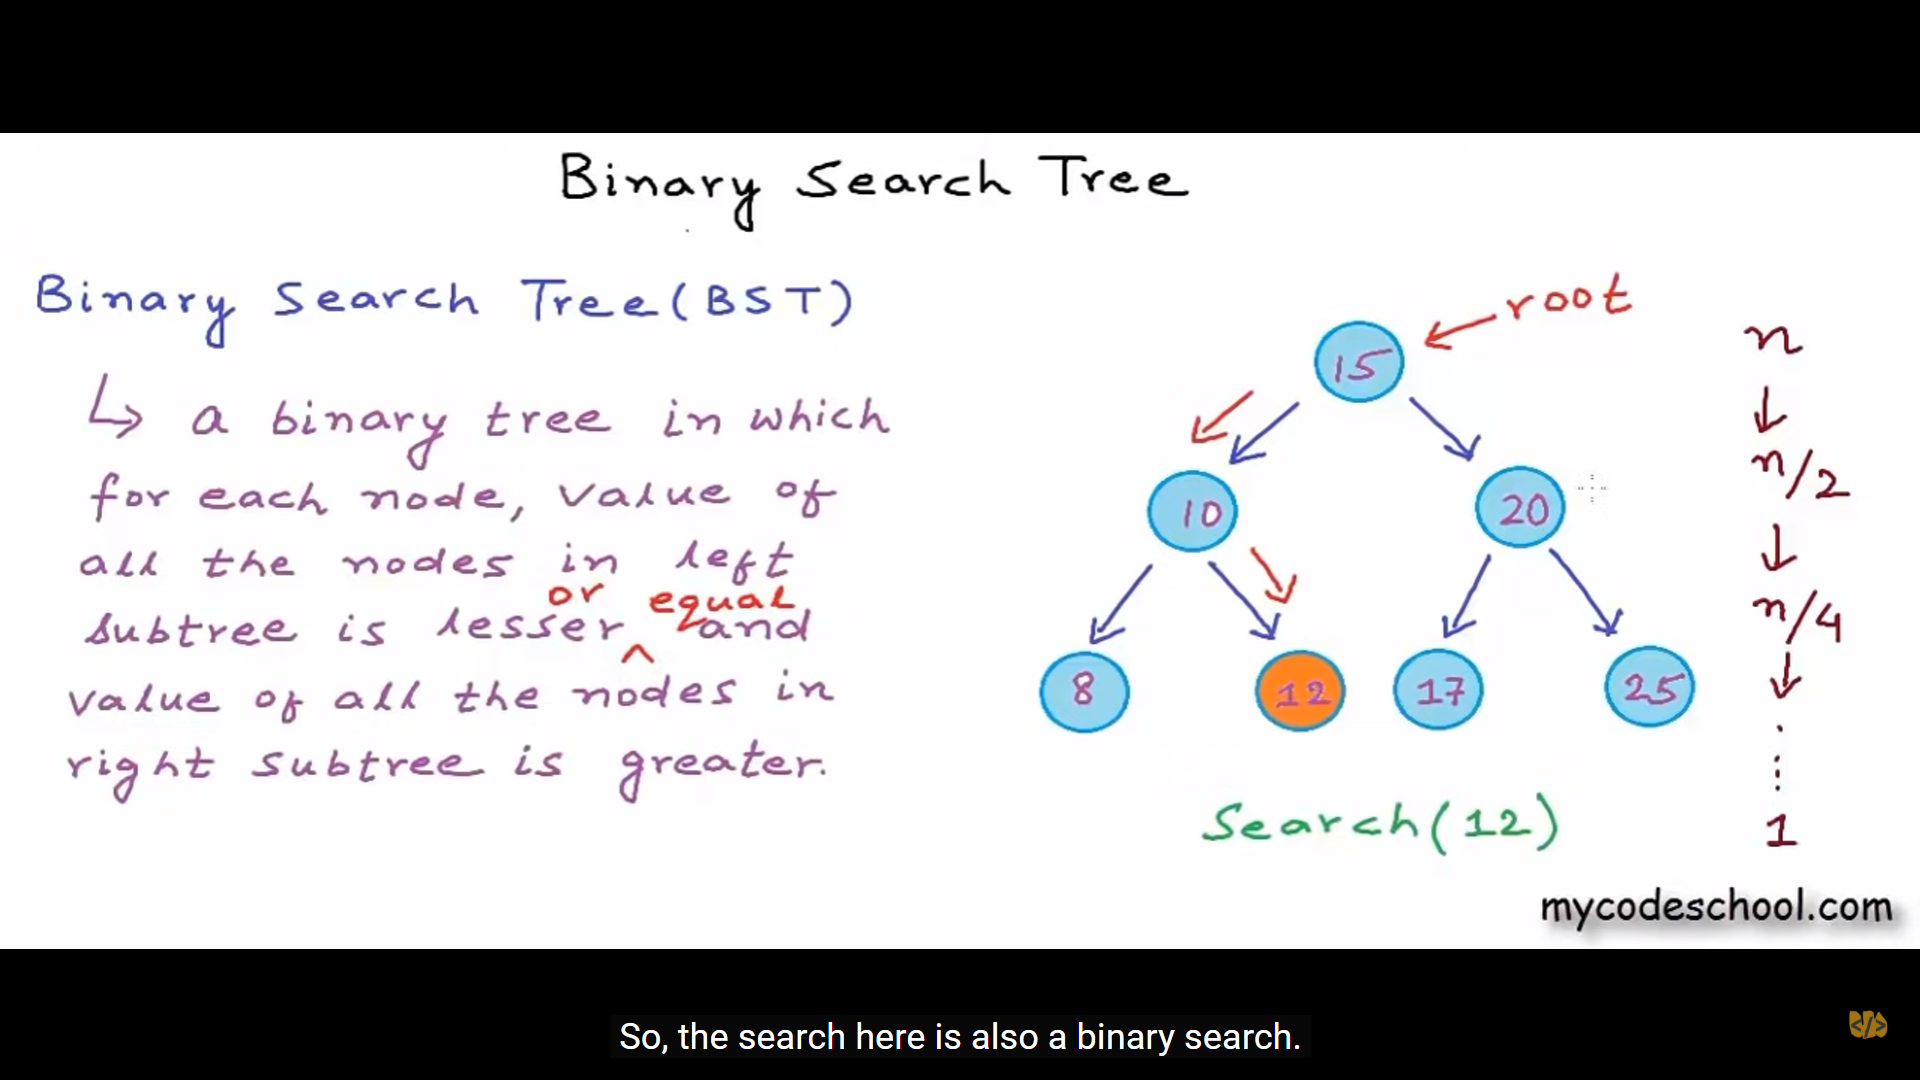 Binary Search Tree
Binary Search Tree (BST)
↳ a binary tree in which
for each node, value of
all the nodes in left
or equal
subtree is lesser ^ and
value of all the nodes in
right subtree is greater.
root
15
10
20
8
12
17
25
Search(12)
n
↓
n/2
↓
n/4
↓
⋮
1
mycodeschool.com
So, the search here is also a binary search.